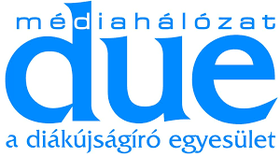 médiahálózat
due
a diákújságíró egyesület